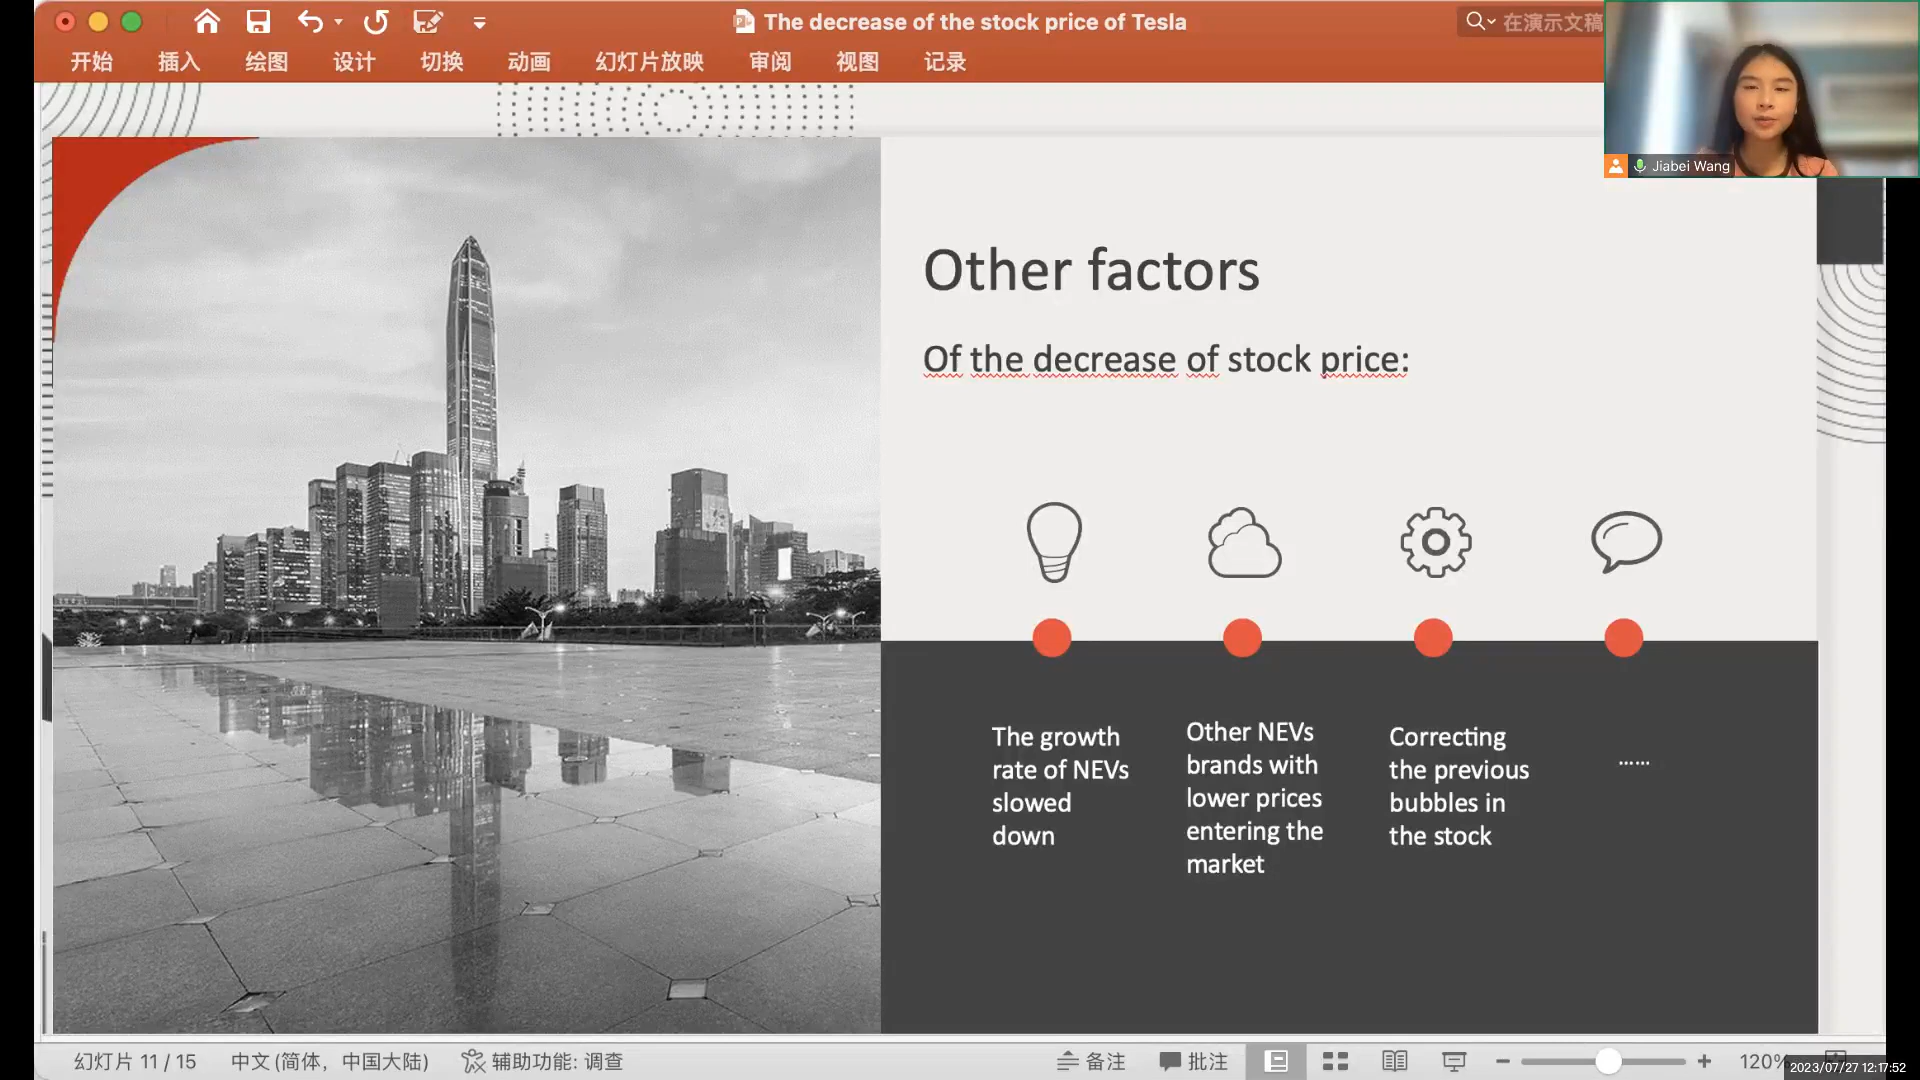 The decrease of the stock price of Tesla
在演示文稿
开始 插入 绘图 设计 切换 动画 幻灯片放映 审阅 视图 记录
Jiabei Wang
Other factors
Of the decrease of stock price:
The growth
rate of NEVs
slowed
down
Other NEVs
brands with
lower prices
entering the
market
Correcting
the previous
bubbles in
the stock
......
幻灯片 11 / 15 中文 (简体，中国大陆) 辅助功能: 调查 备注 批注 120%
2023/07/27 12:17:52